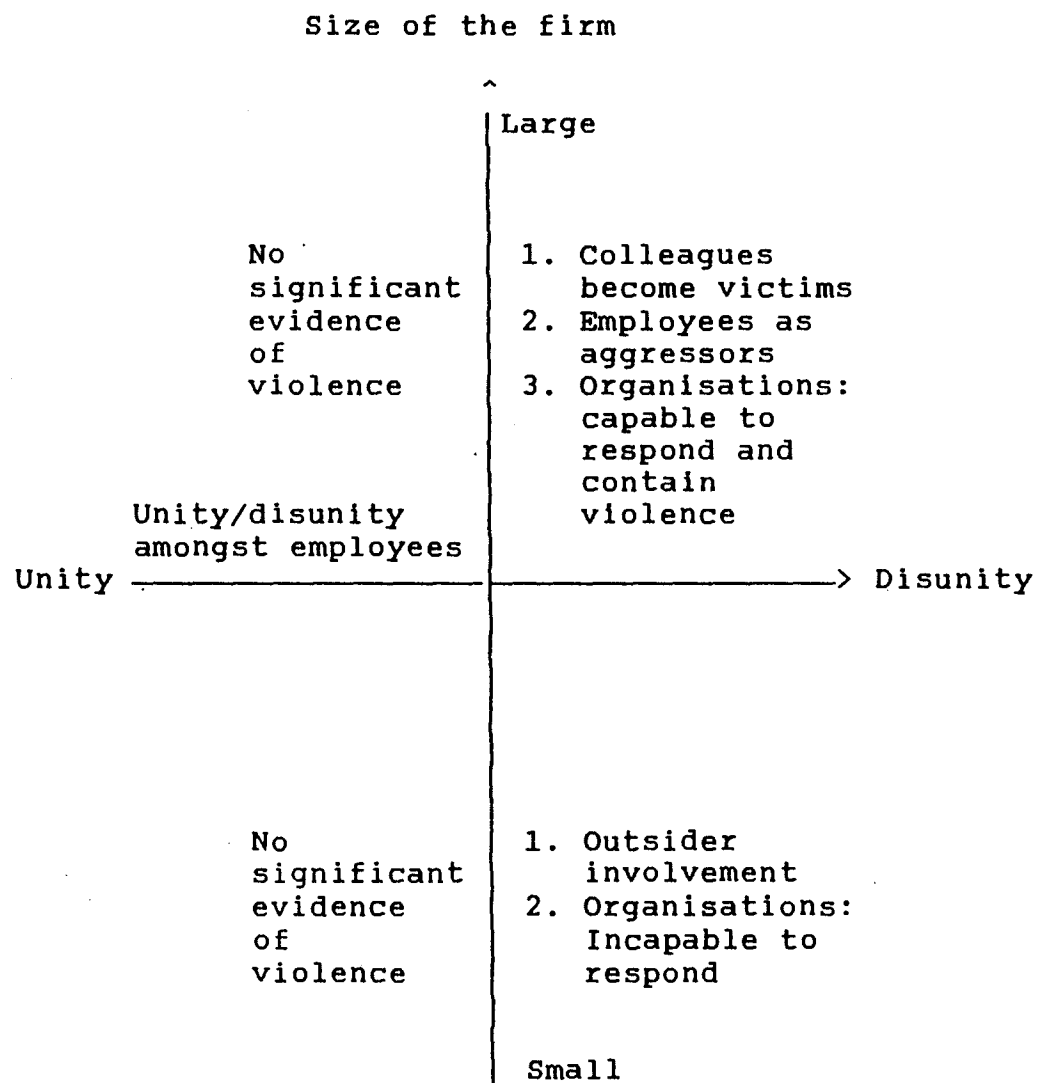 Size of the firm
^
Large
No
significant
evidence
of
violence
1. Colleagues
become victims
2. Employees as
aggressors
3. Organisations:
capable to
respond and
contain
violence
Unity/disunity
amongst employees
Unity
> Disunity
No
significant
evidence
of
violence
1. Outsider
involvement
2. Organisations:
Incapable to
respond
Small